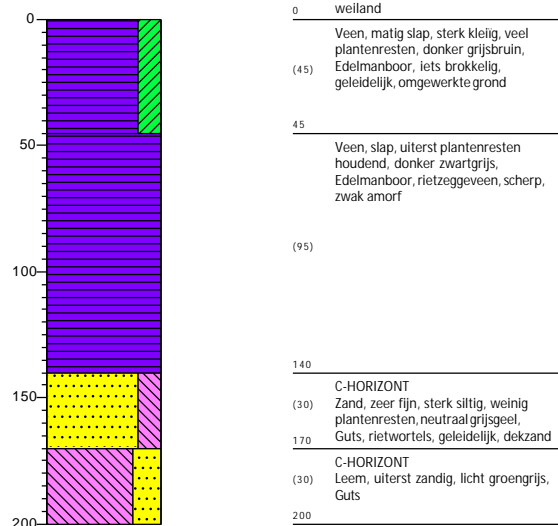 0
50
100
150
200
0 weiland
Veen, matig slap, sterk kleiïg, veel
plantenresten, donker grijsbruin,
(45) Edelmanboor, iets brokkelig,
geleidelijk, omgewerkte grond
45
Veen, slap, uiterst plantenresten
houdend, donker zwartgrijs,
Edelmanboor, rietzeggeveen, scherp,
zwak amorf
(95)
140
C-HORIZONT
(30) Zand, zeer fijn, sterk siltig, weinig
plantenresten, neutraalgrijsgeel,
170 Guts, rietwortels, geleidelijk, dekzand
C-HORIZONT
(30) Leem, uiterst zandig, licht groengrijs,
Guts
200